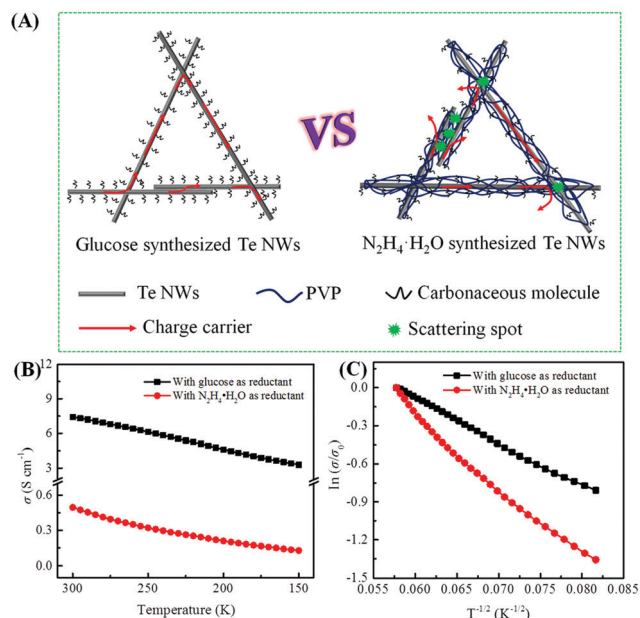 (A)
VS
Glucose synthesized Te NWs
N₂H₄·H₂O synthesized Te NWs
Te NWs
PVP
Carbonaceous molecule
Charge carrier
Scattering spot
(B)
12
9
6
3
0.6
0.3
0.0
σ (S cm⁻¹)
With glucose as reductant
With N₂H₄•H₂O as reductant
300
250
200
150
Temperature (K)
(C)
0.0
-0.3
-0.6
-0.9
-1.2
-1.5
ln (σ/σ₀)
With glucose as reductant
With N₂H₄•H₂O as reductant
0.055
0.060
0.065
0.070
0.075
0.080
0.085
T⁻¹/² (K⁻¹/²)